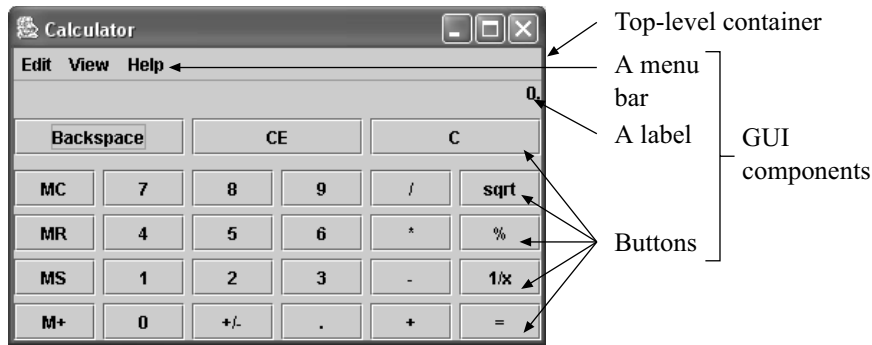 Calculator
Top-level container
Edit View Help
A menu
bar
0.
A label
Backspace CE C
GUI
components
MC 7 8 9 / sqrt
MR 4 5 6 * %
Buttons
MS 1 2 3 - 1/x
M+ 0 +/- . + =